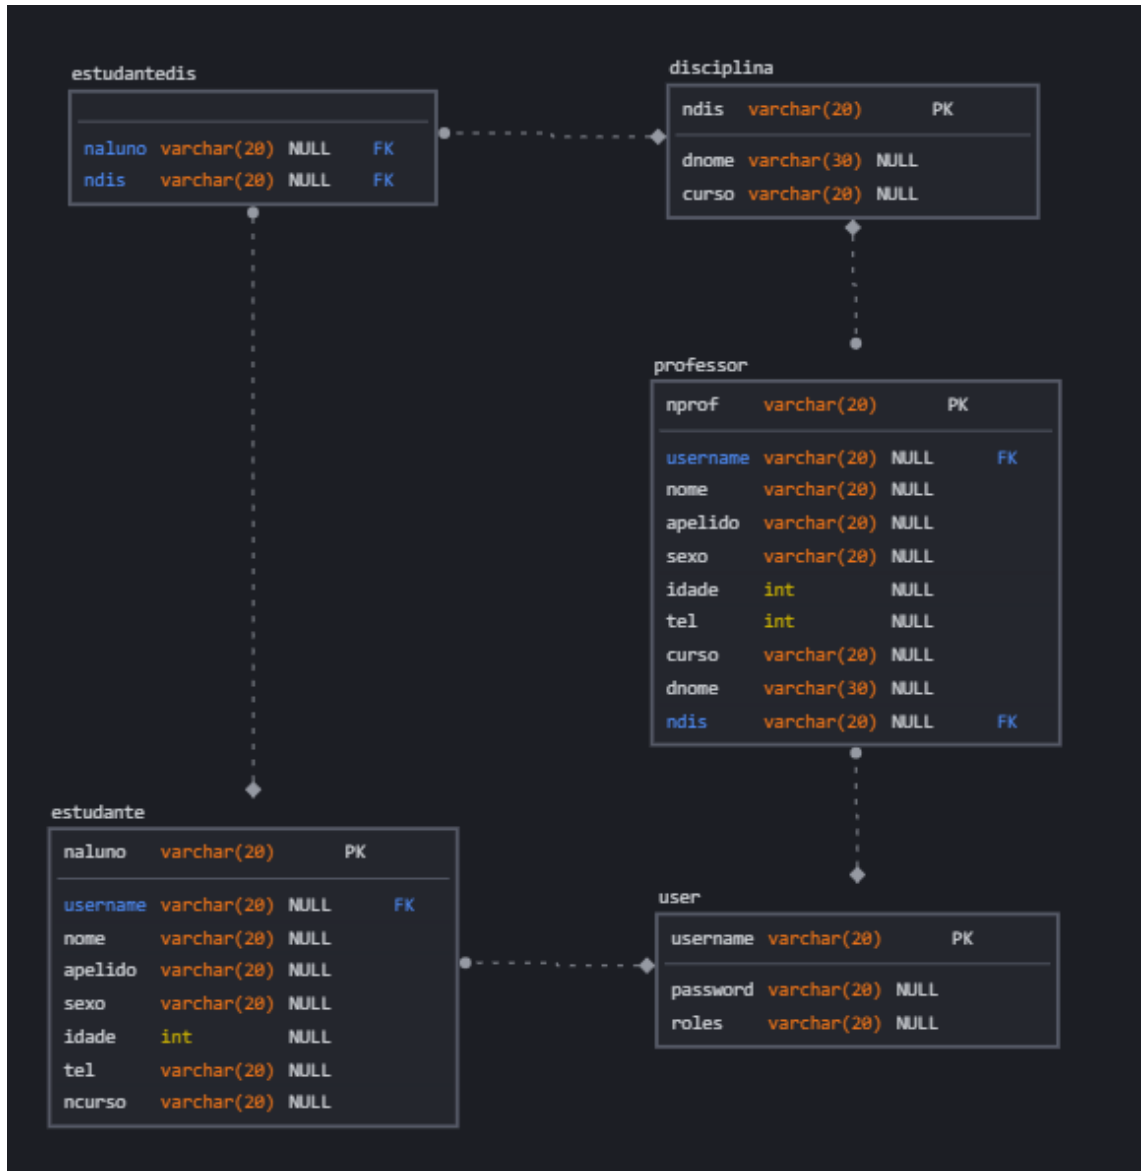 estudantedis
naluno varchar(20) NULL FK
ndis varchar(20) NULL FK
disciplina
ndis varchar(20) PK
dnome varchar(30) NULL
curso varchar(20) NULL
professor
nprof varchar(20) PK
username varchar(20) NULL FK
nome varchar(20) NULL
apelido varchar(20) NULL
sexo varchar(20) NULL
idade int NULL
tel int NULL
curso varchar(20) NULL
dnome varchar(30) NULL
ndis varchar(20) NULL FK
estudante
naluno varchar(20) PK
username varchar(20) NULL FK
nome varchar(20) NULL
apelido varchar(20) NULL
sexo varchar(20) NULL
idade int NULL
tel varchar(20) NULL
ncurso varchar(20) NULL
user
username varchar(20) PK
password varchar(20) NULL
roles varchar(20) NULL